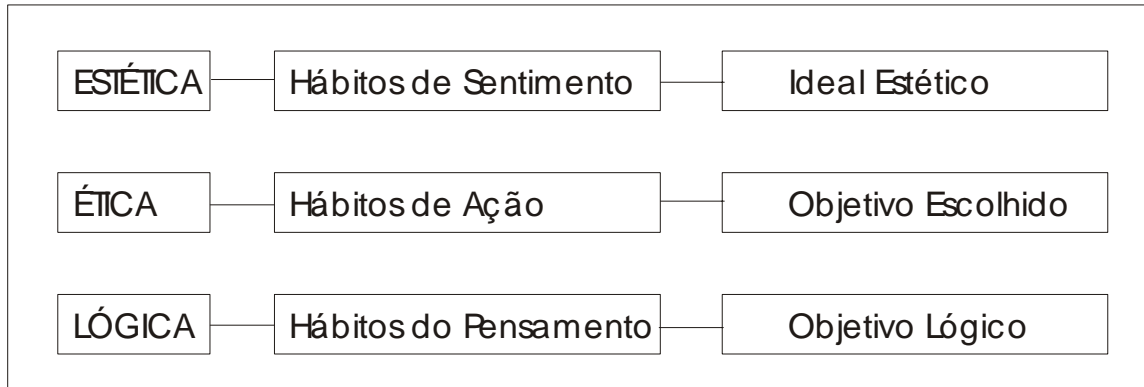 ESTÉTICA Hábitos de Sentimento Ideal Estético
ÉTICA Hábitos de Ação Objetivo Escolhido
LÓGICA Hábitos do Pensamento Objetivo Lógico